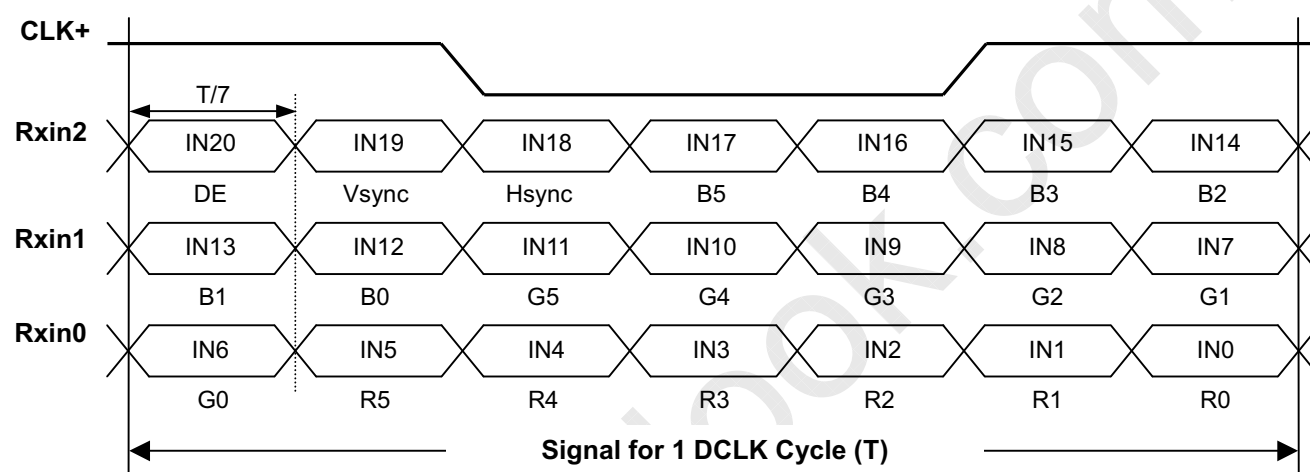 CLK+
T/7
Rxin2 IN20 IN19 IN18 IN17 IN16 IN15 IN14
DE Vsync Hsync B5 B4 B3 B2
Rxin1 IN13 IN12 IN11 IN10 IN9 IN8 IN7
B1 B0 G5 G4 G3 G2 G1
Rxin0 IN6 IN5 IN4 IN3 IN2 IN1 IN0
G0 R5 R4 R3 R2 R1 R0
Signal for 1 DCLK Cycle (T)